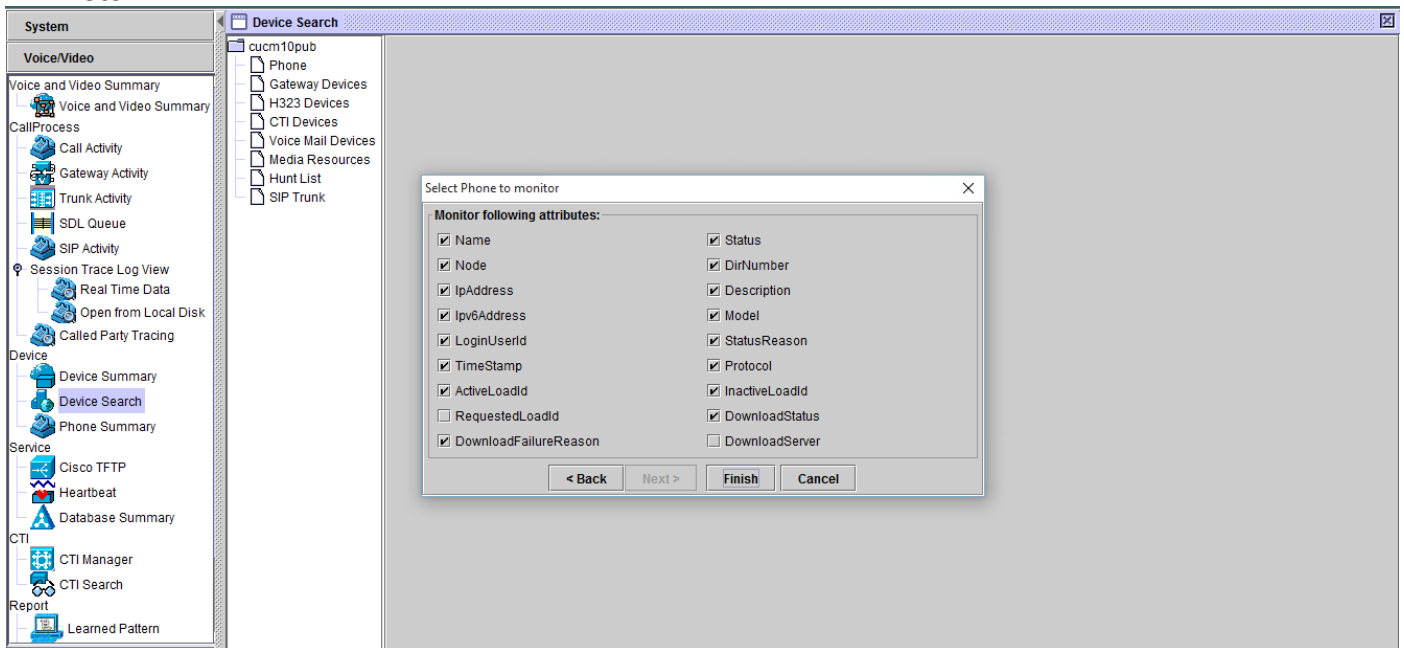 System
Voice/Video
Voice and Video Summary
Voice and Video Summary
CallProcess
Call Activity
Gateway Activity
Trunk Activity
SDL Queue
SIP Activity
Session Trace Log View
Real Time Data
Open from Local Disk
Called Party Tracing
Device
Device Summary
Device Search
Phone Summary
Service
Cisco TFTP
Heartbeat
Database Summary
CTI
CTI Manager
CTI Search
Report
Learned Pattern
Device Search
cucm10pub
Phone
Gateway Devices
H323 Devices
CTI Devices
Voice Mail Devices
Media Resources
Hunt List
SIP Trunk
Select Phone to monitor
Monitor following attributes:
Name Status
Node DirNumber
IpAddress Description
Ipv6Address Model
LoginUserId StatusReason
TimeStamp Protocol
ActiveLoadId InactiveLoadId
RequestedLoadId DownloadStatus
DownloadFailureReason DownloadServer
< Back Next > Finish Cancel